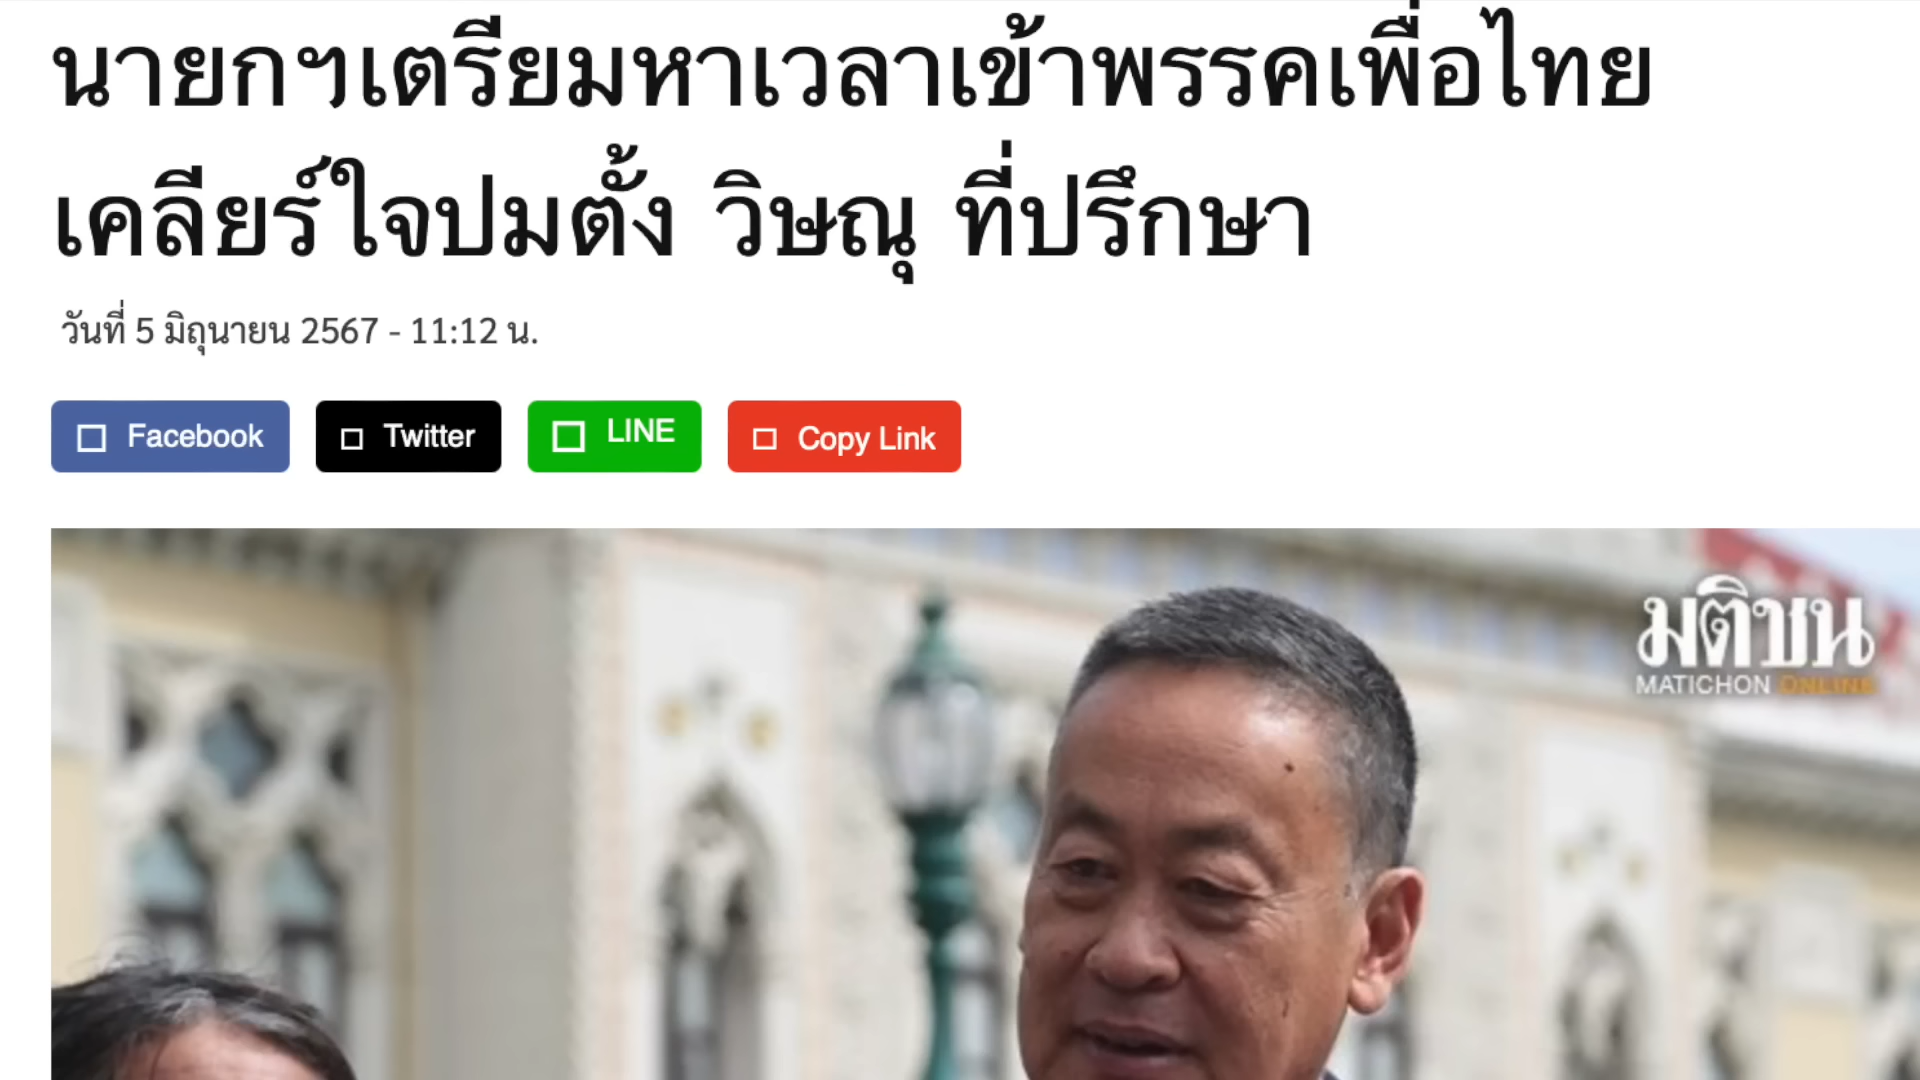 นายกฯเตรียมหาเวลาเข้าพรรคเพื่อไทย
เคลียร์ใจปมตั้ง วิษณุ ที่ปรึกษา
วันที่ 5 มิถุนายน 2567 - 11:12 น.
Facebook
Twitter
LINE
Copy Link
มติชน
MATICHON ONLINE